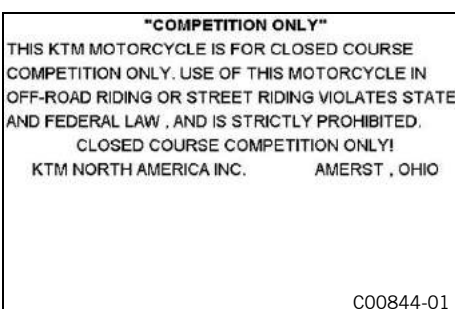 "COMPETITION ONLY"
THIS KTM MOTORCYCLE IS FOR CLOSED COURSE
COMPETITION ONLY. USE OF THIS MOTORCYCLE IN
OFF-ROAD RIDING OR STREET RIDING VIOLATES STATE
AND FEDERAL LAW , AND IS STRICTLY PROHIBITED.
CLOSED COURSE COMPETITION ONLY!
KTM NORTH AMERICA INC. AMERST , OHIO
C00844-01